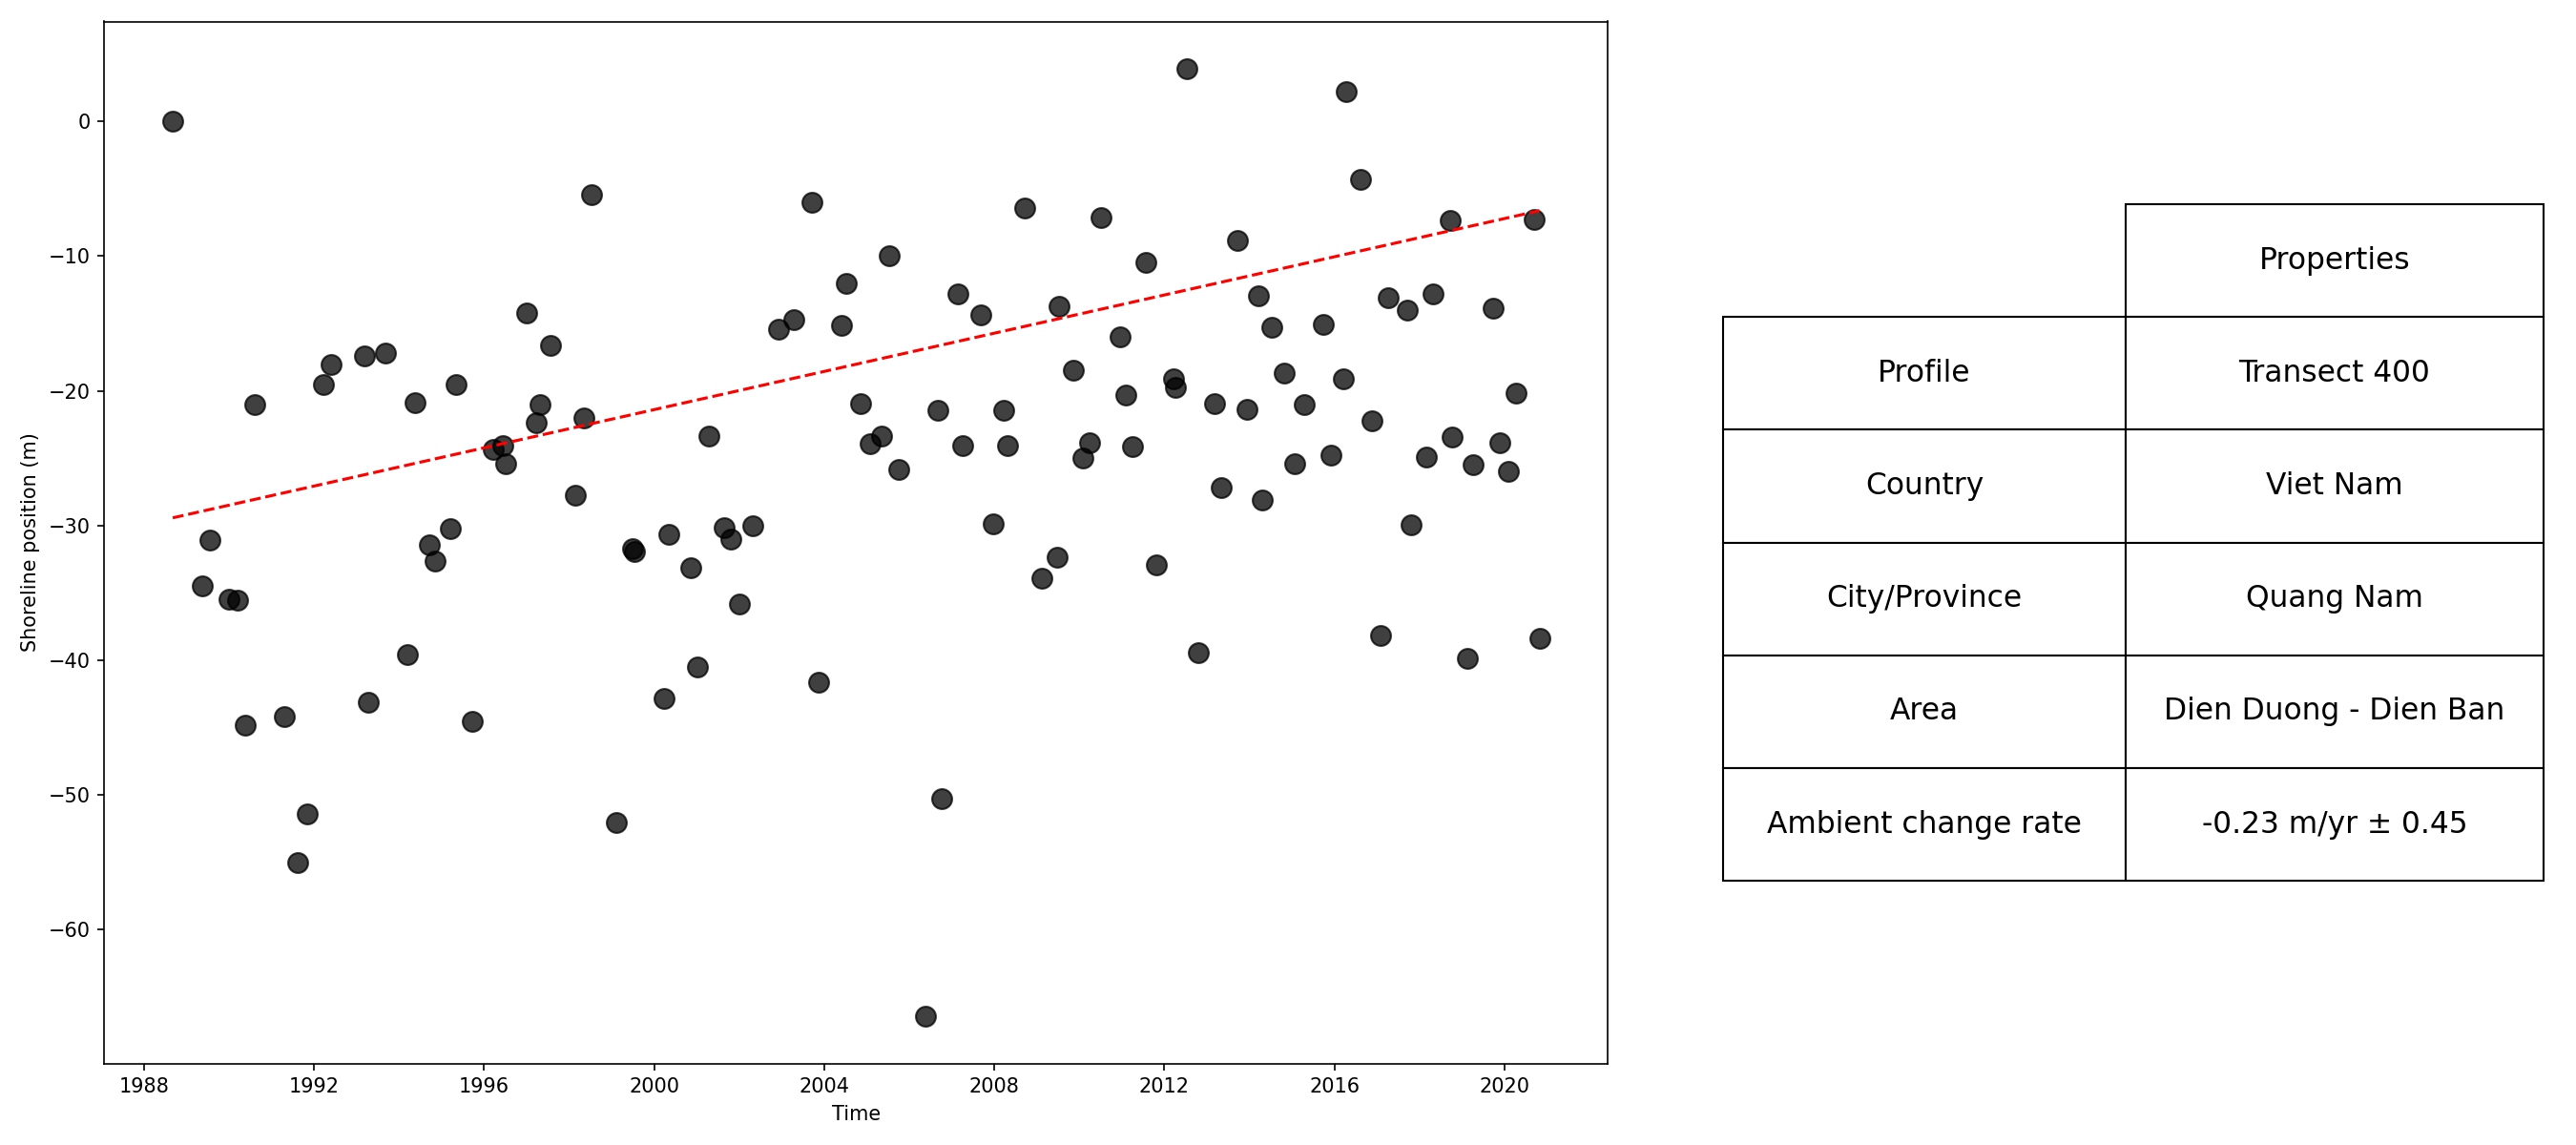 0
−10
−20
−30
−40
−50
−60
Shoreline position (m)
1988 1992 1996 2000 2004 2008 2012 2016 2020
Time
Properties
Profile Transect 400
Country Viet Nam
City/Province Quang Nam
Area Dien Duong - Dien Ban
Ambient change rate -0.23 m/yr ± 0.45